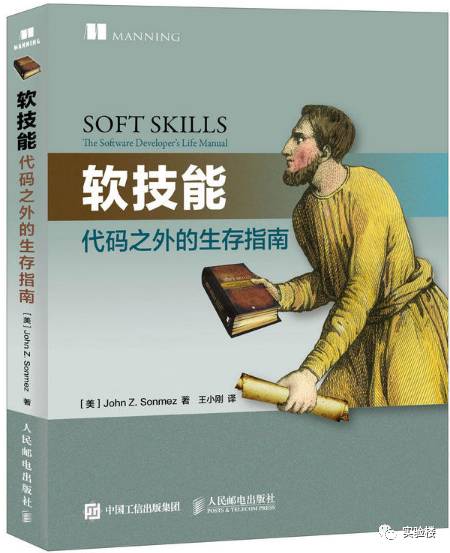 MANNING
SOFT SKILLS
The Software Developer's Life Manual
软技能
代码之外的生存指南
[美] John Z. Sonmez 著 王小刚 译
中国工信出版集团
人民邮电出版社
POSTS & TELECOM PRESS
软技能
代码之外的生存指南
[美] John Z. Sonmez 著
人民邮电出版社
实验楼